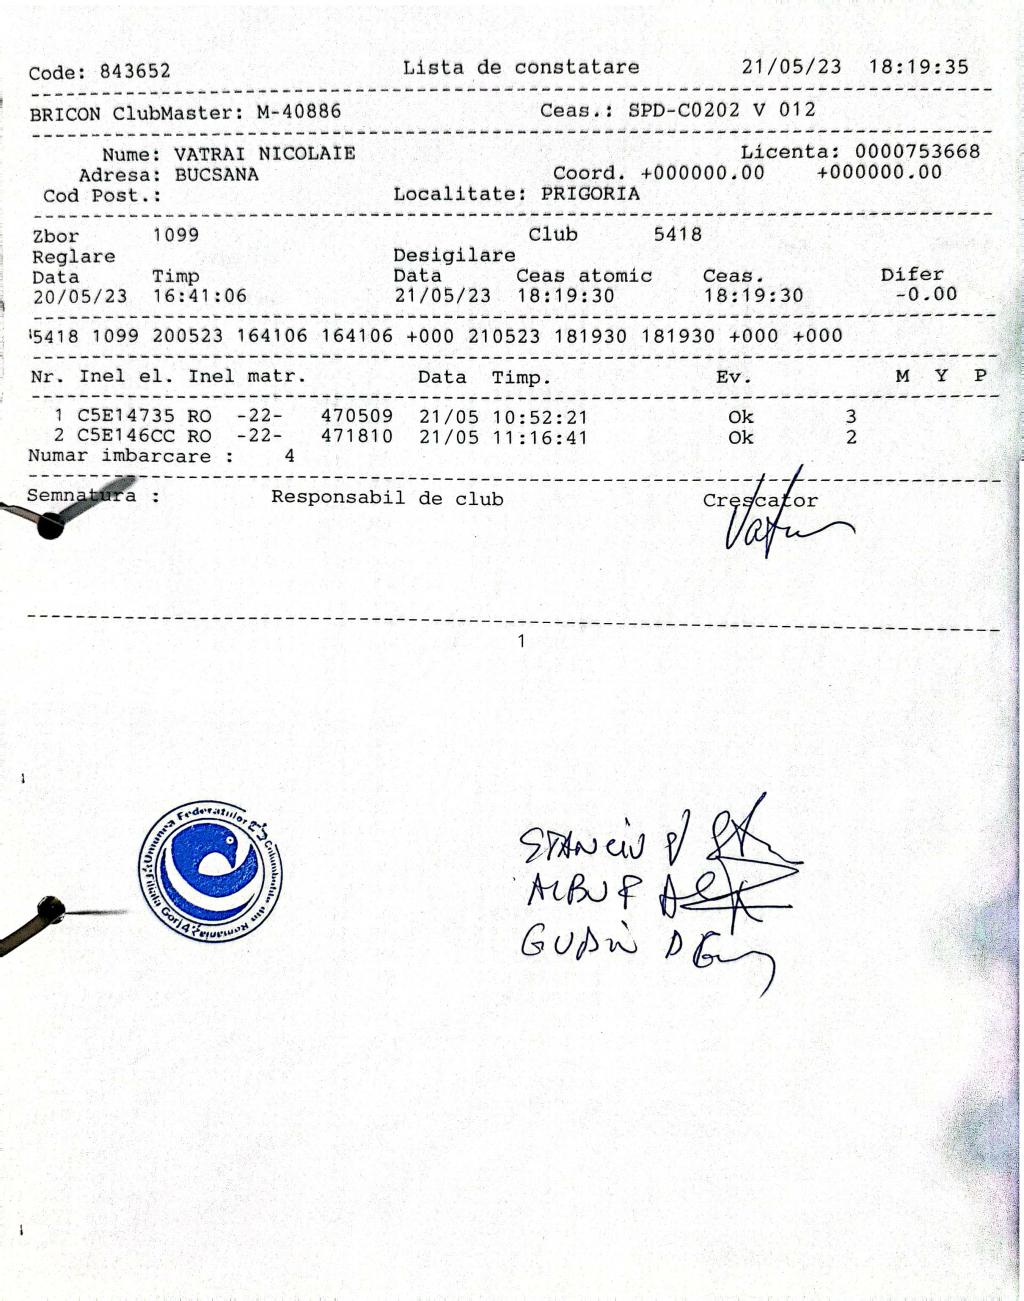 Code: 843652 Lista de constatare 21/05/23 18:19:35
BRICON ClubMaster: M-40886 Ceas.: SPD-C0202 V 012
Nume: VATRAI NICOLAIE Licenta: 0000753668
Adresa: BUCSANA Coord. +000000.00 +000000.00
Cod Post.: Localitate: PRIGORIA
Zbor 1099 Club 5418
Reglare Desigilare
Data Timp Data Ceas atomic Ceas. Difer
20/05/23 16:41:06 21/05/23 18:19:30 18:19:30 -0.00
5418 1099 200523 164106 164106 +000 210523 181930 181930 +000 +000
Nr. Inel el. Inel matr. Data Timp. Ev. M Y P
1 C5E14735 RO -22- 470509 21/05 10:52:21 Ok 3
2 C5E146CC RO -22- 471810 21/05 11:16:41 Ok 2
Numar imbarcare : 4
Semnatura : Responsabil de club Crescator
1
STANCIU
ALBU